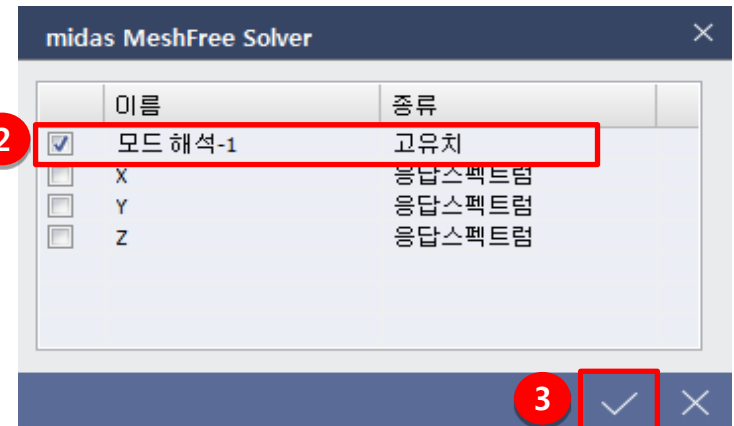 midas MeshFree Solver
이름 종류
2
모드 해석-1 고유치
X 응답스펙트럼
Y 응답스펙트럼
Z 응답스펙트럼
3